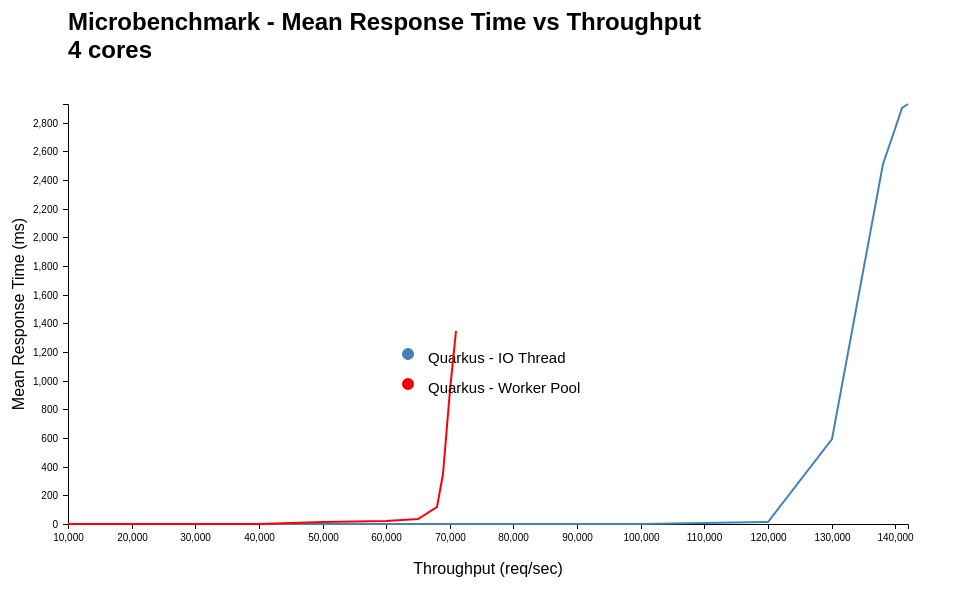 Microbenchmark - Mean Response Time vs Throughput
4 cores
Mean Response Time (ms)
2,800
2,600
2,400
2,200
2,000
1,800
1,600
1,400
1,200
1,000
800
600
400
200
0
Quarkus - IO Thread
Quarkus - Worker Pool
10,000 20,000 30,000 40,000 50,000 60,000 70,000 80,000 90,000 100,000 110,000 120,000 130,000 140,000
Throughput (req/sec)